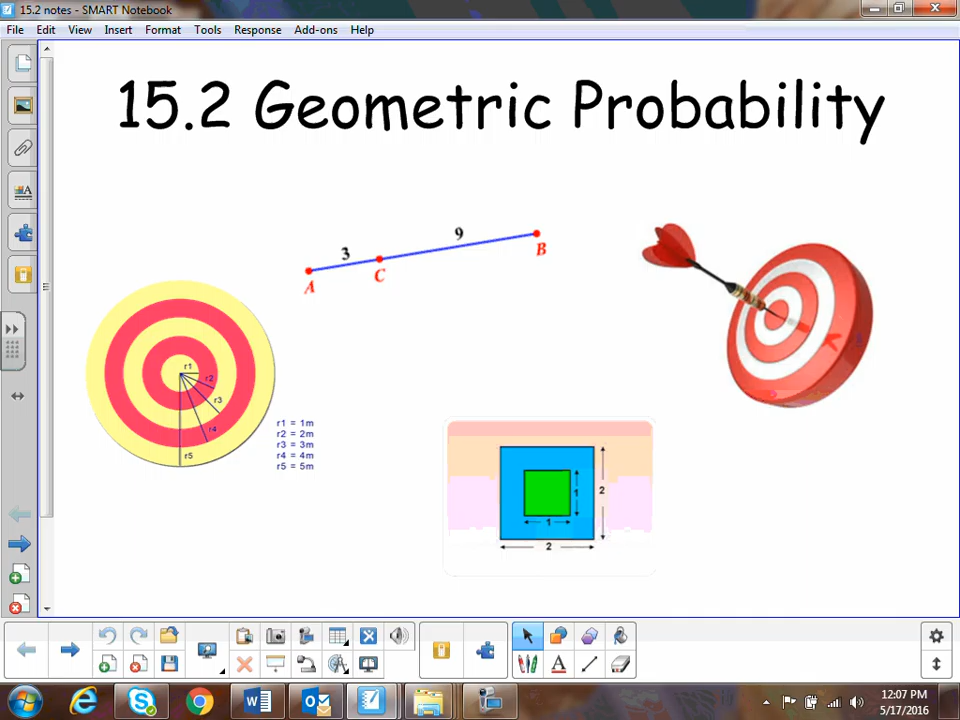 15.2 notes - SMART Notebook
File Edit View Insert Format Tools Response Add-ons Help
15.2 Geometric Probability
3
9
A
C
B
r1
r2
r3
r4
r5
r1 = 1m
r2 = 2m
r3 = 3m
r4 = 4m
r5 = 5m
1
2
1
2
12:07 PM
5/17/2016